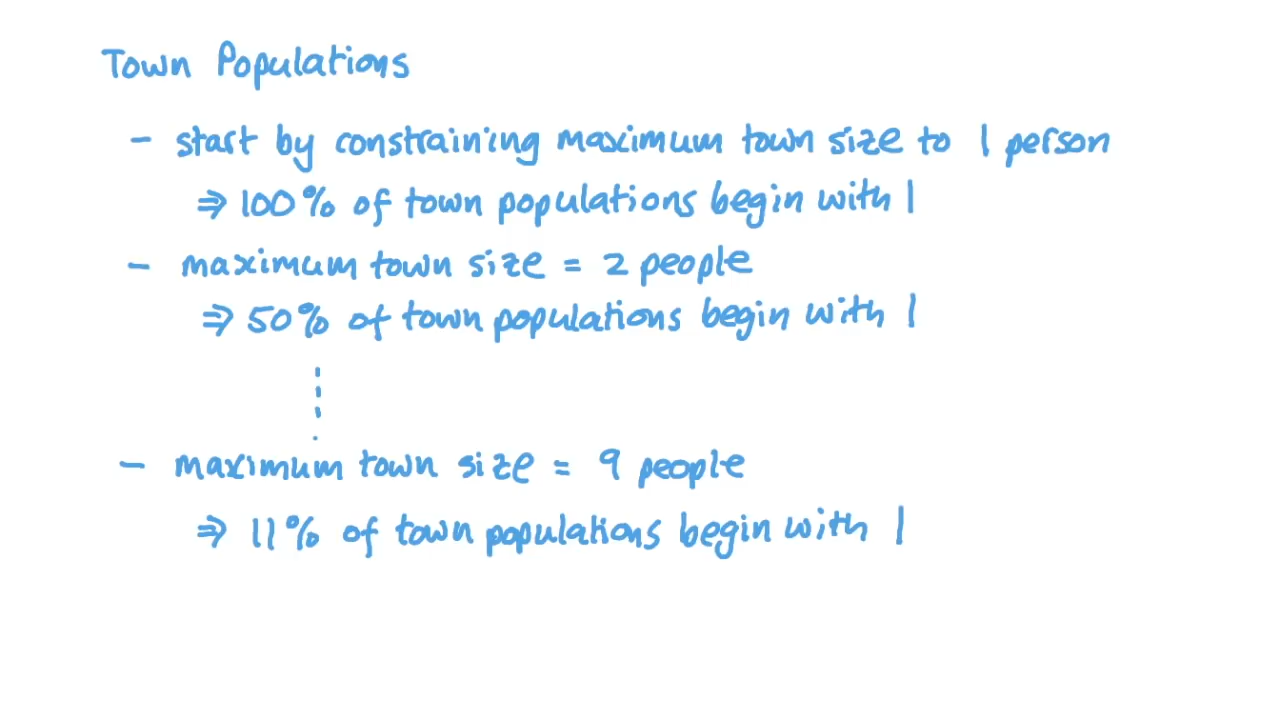 Town Populations
- start by constraining maximum town size to 1 person
⇒ 100% of town populations begin with 1
- maximum town size = 2 people
⇒ 50% of town populations begin with 1
- maximum town size = 9 people
⇒ 11% of town populations begin with 1